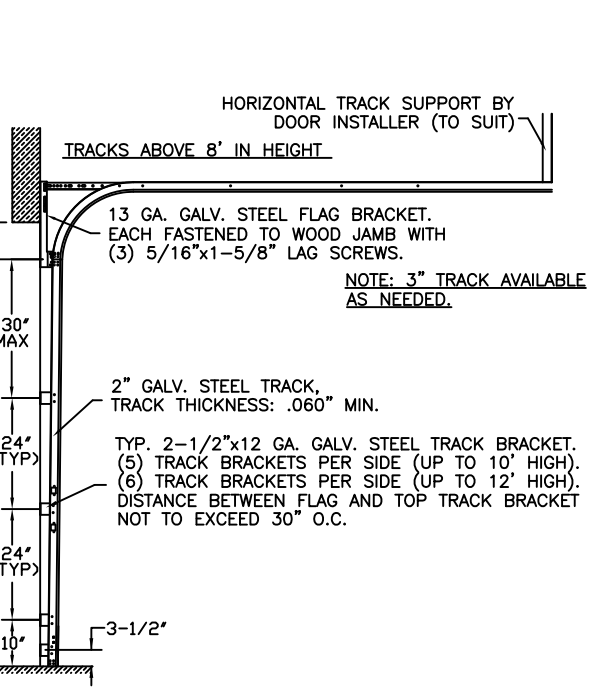 HORIZONTAL TRACK SUPPORT BY
DOOR INSTALLER (TO SUIT)
TRACKS ABOVE 8' IN HEIGHT
13 GA. GALV. STEEL FLAG BRACKET.
EACH FASTENED TO WOOD JAMB WITH
(3) 5/16"x1-5/8" LAG SCREWS.
NOTE: 3" TRACK AVAILABLE
AS NEEDED.
30"
MAX
2" GALV. STEEL TRACK,
TRACK THICKNESS: .060" MIN.
24"
TYP)
TYP. 2-1/2"x12 GA. GALV. STEEL TRACK BRACKET.
(5) TRACK BRACKETS PER SIDE (UP TO 10' HIGH).
(6) TRACK BRACKETS PER SIDE (UP TO 12' HIGH).
DISTANCE BETWEEN FLAG AND TOP TRACK BRACKET
NOT TO EXCEED 30" O.C.
24"
TYP)
3-1/2"
10"